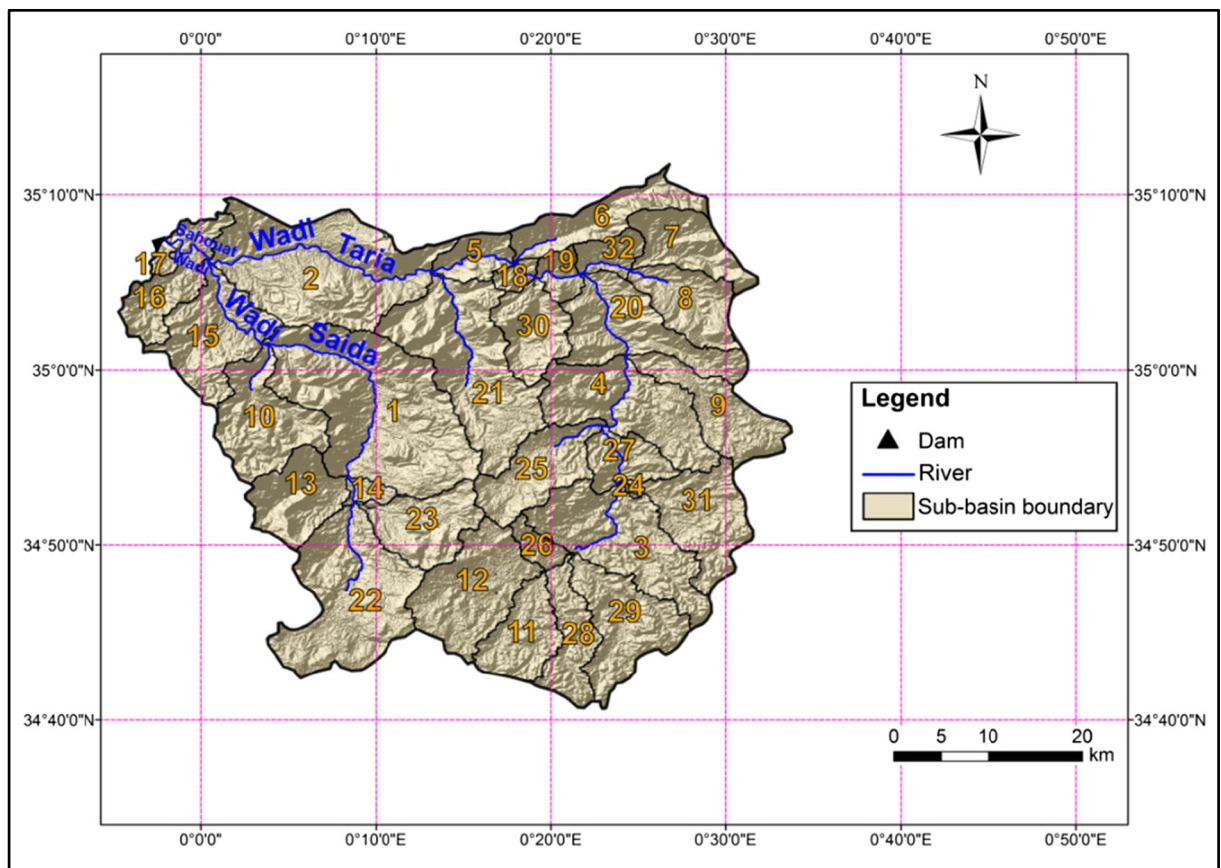 0°0'0" 0°10'0"E 0°20'0"E 0°30'0"E 0°40'0"E 0°50'0"E
N
35°10'0"N 35°10'0"N
6
7
Sahouat
Wadi
Wadi
Taria
5
32
19
17
18
2
16
8
20
30
15
Wadi
Saida
35°0'0"N 35°0'0"N
4
21
9
1
10
27
25
13
14
24
31
23
26
3
34°50'0"N 34°50'0"N
12
22
29
11
28
34°40'0"N 34°40'0"N
Legend
Dam
River
Sub-basin boundary
0 5 10 20
km
0°0'0" 0°10'0"E 0°20'0"E 0°30'0"E 0°40'0"E 0°50'0"E